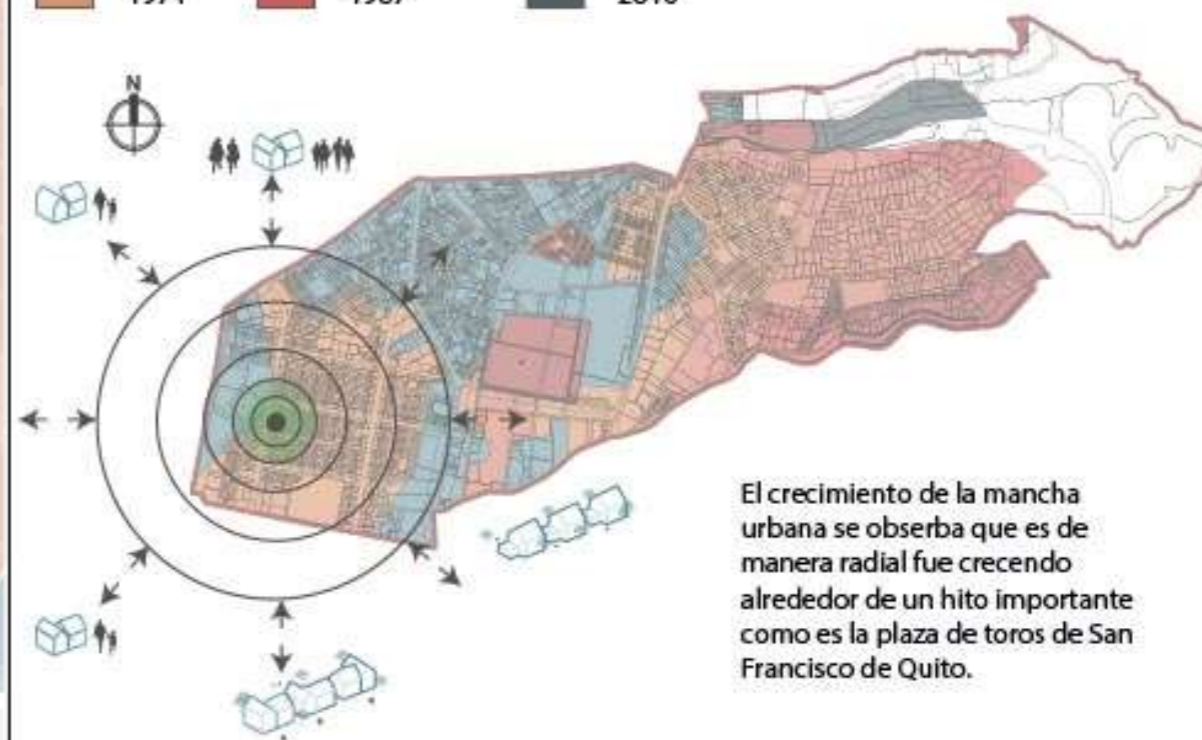 N
El crecimiento de la mancha
urbana se obserba que es de
manera radial fue crecendo
alrededor de un hito importante
como es la plaza de toros de San
Francisco de Quito.